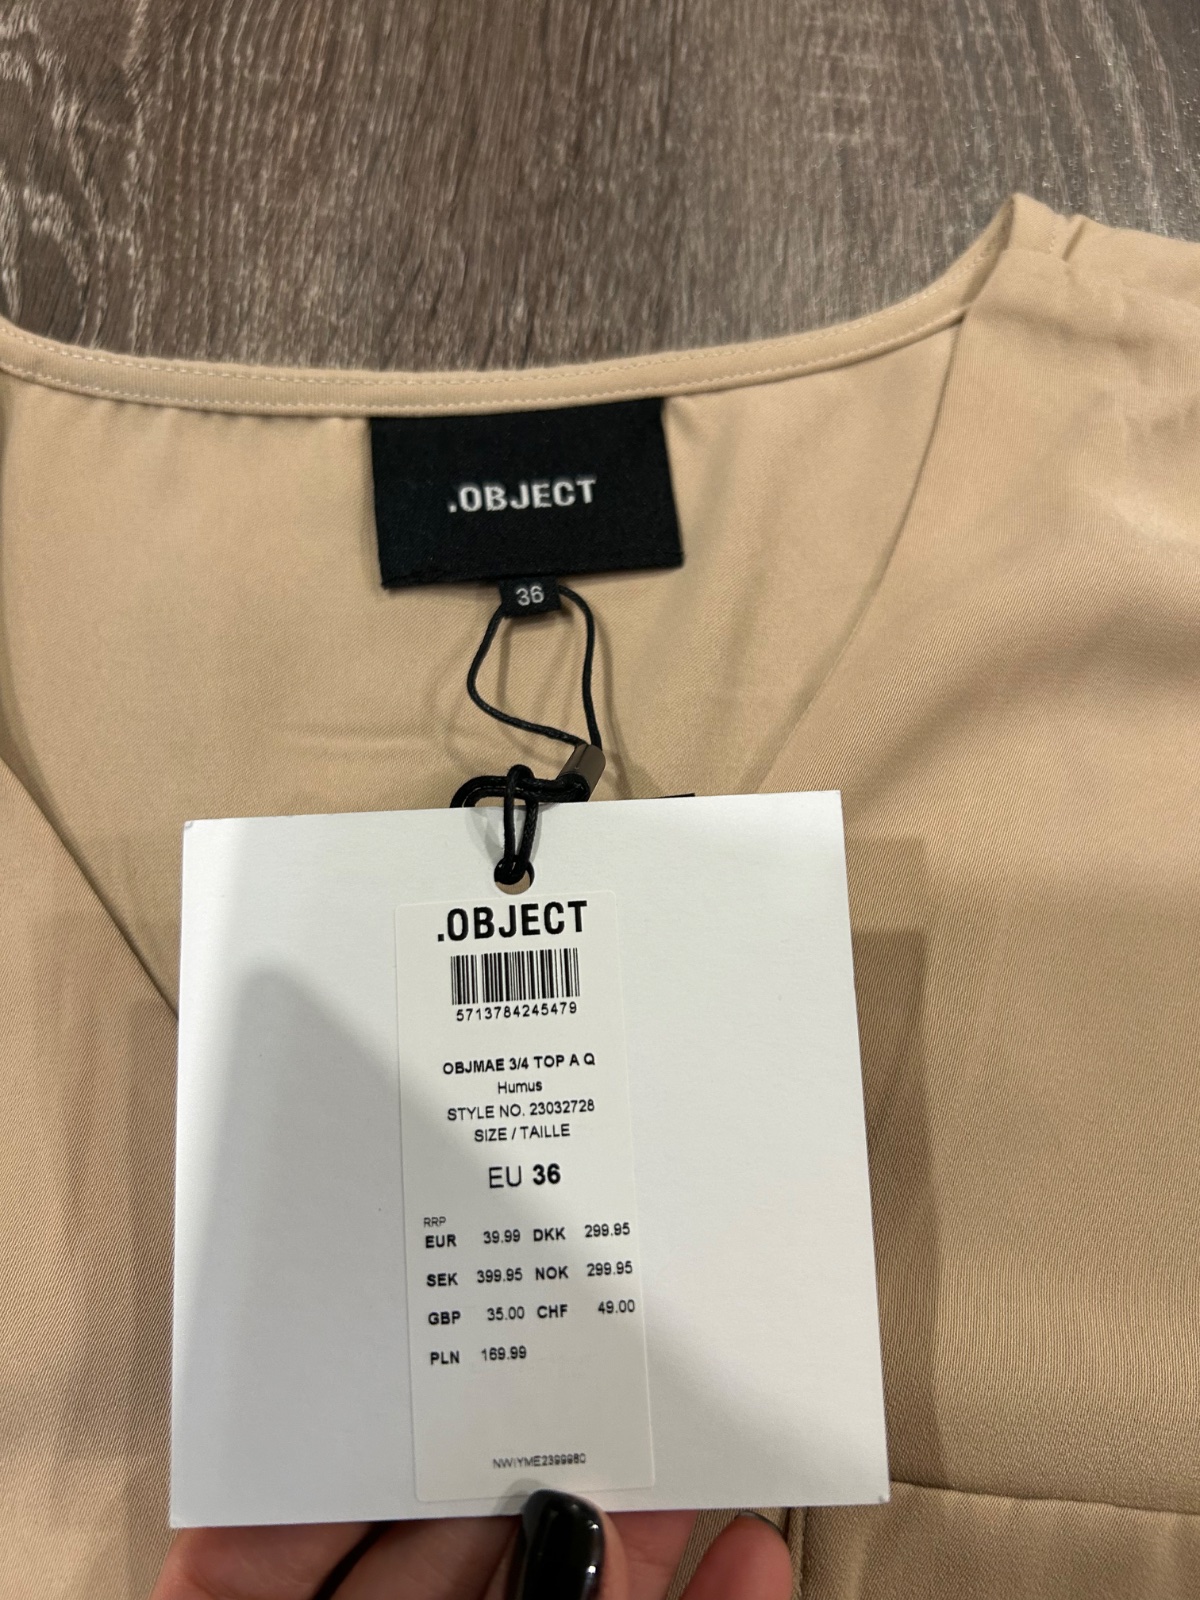 .OBJECT
36
.OBJECT
5713784245479
OBJMAE 3/4 TOP A Q
Humus
STYLE NO. 23032728
SIZE / TAILLE
EU 36
RRP
EUR 39.99 DKK 299.95
SEK 399.95 NOK 299.95
GBP 35.00 CHF 49.00
PLN 169.99